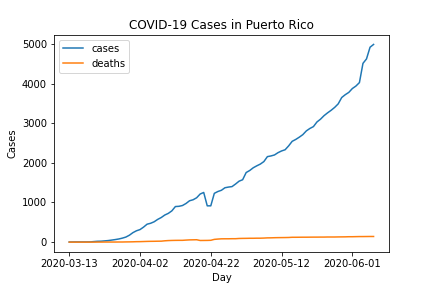 COVID-19 Cases in Puerto Rico
cases
deaths
5000
4000
3000
2000
1000
0
Cases
2020-03-13 2020-04-02 2020-04-22 2020-05-12 2020-06-01
Day